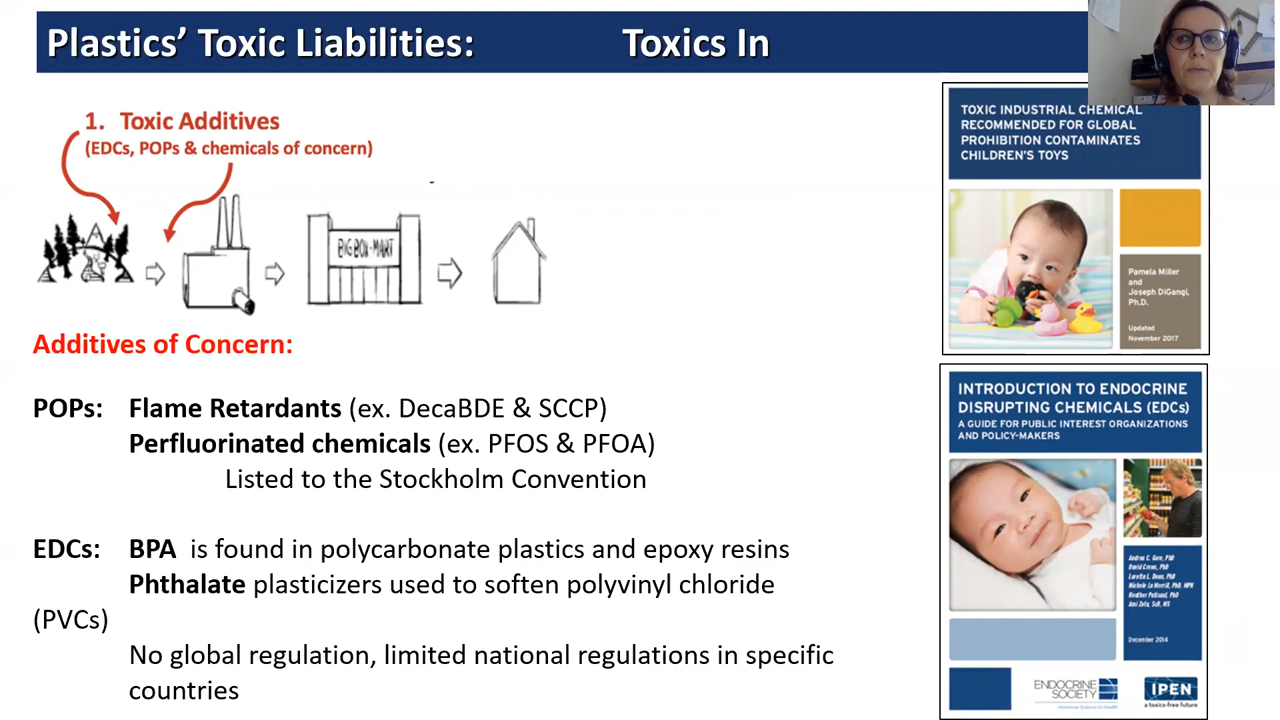 Plastics’ Toxic Liabilities: Toxics In
1. Toxic Additives
(EDCs, POPs & chemicals of concern)
BIG-BOX-MART
Additives of Concern:
POPs: Flame Retardants (ex. DecaBDE & SCCP)
Perfluorinated chemicals (ex. PFOS & PFOA)
Listed to the Stockholm Convention
EDCs: BPA is found in polycarbonate plastics and epoxy resins
Phthalate plasticizers used to soften polyvinyl chloride
(PVCs)
No global regulation, limited national regulations in specific
countries
TOXIC INDUSTRIAL CHEMICAL
RECOMMENDED FOR GLOBAL
PROHIBITION CONTAMINATES
CHILDREN’S TOYS
Pamela Miller
and
Joseph DiGangi,
Ph.D.
Updated
November 2017
INTRODUCTION TO ENDOCRINE
DISRUPTING CHEMICALS (EDCs)
A GUIDE FOR PUBLIC INTEREST ORGANIZATIONS
AND POLICY-MAKERS
Andrea C. Gore, PhD
David Crews, PhD
Loretta L. Doan, PhD
Michele La Merrill, PhD, MPH
Heather Patisaul, PhD
Ami Zota, ScD, MS
December 2014
ENDOCRINE
SOCIETY
IPEN
a toxics-free future